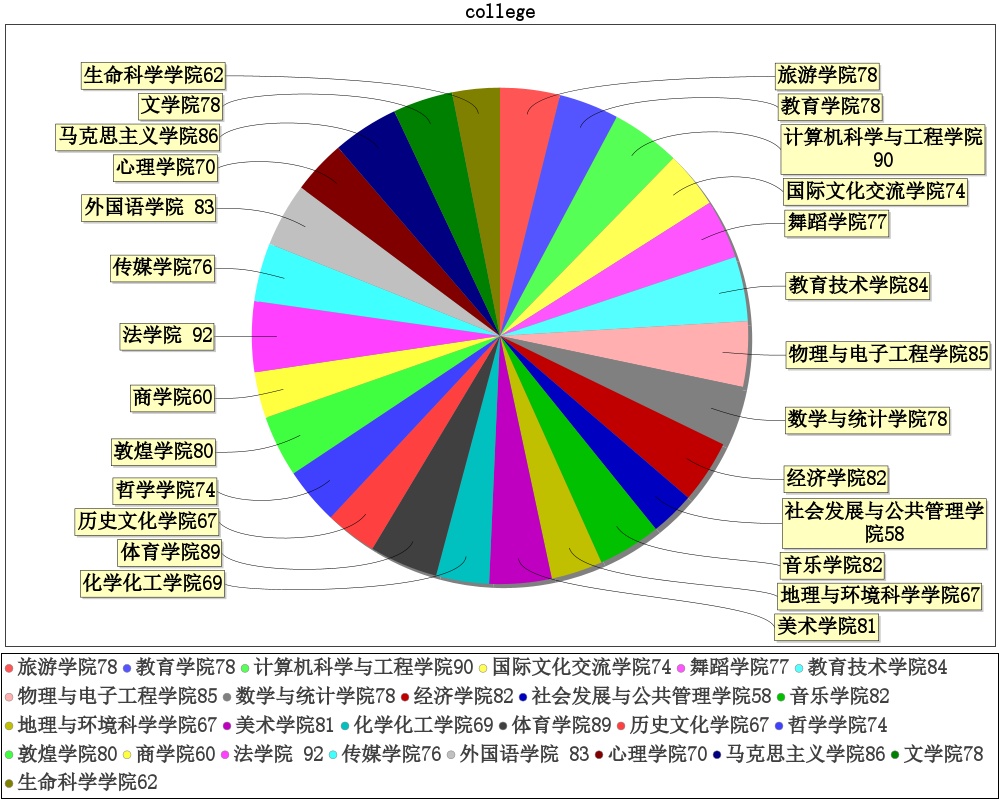 college
生命科学学院62
文学院78
马克思主义学院86
心理学院70
外国语学院 83
传媒学院76
法学院 92
商学院60
敦煌学院80
哲学学院74
历史文化学院67
体育学院89
化学化工学院69
旅游学院78
教育学院78
计算机科学与工程学院
90
国际文化交流学院74
舞蹈学院77
教育技术学院84
物理与电子工程学院85
数学与统计学院78
经济学院82
社会发展与公共管理学
院58
音乐学院82
地理与环境科学学院67
美术学院81
旅游学院78 教育学院78 计算机科学与工程学院90 国际文化交流学院74 舞蹈学院77 教育技术学院84
物理与电子工程学院85 数学与统计学院78 经济学院82 社会发展与公共管理学院58 音乐学院82
地理与环境科学学院67 美术学院81 化学化工学院69 体育学院89 历史文化学院67 哲学学院74
敦煌学院80 商学院60 法学院 92 传媒学院76 外国语学院 83 心理学院70 马克思主义学院86 文学院78
生命科学学院62